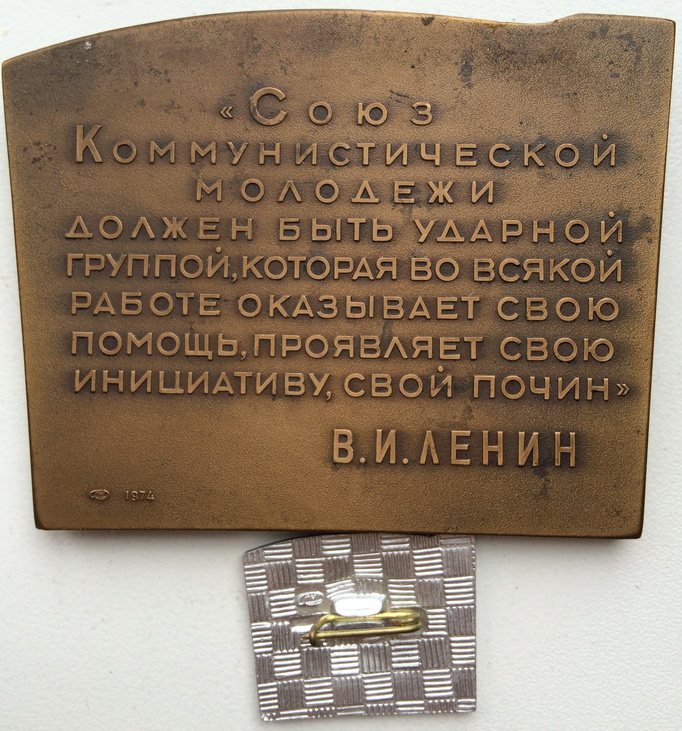 «Союз
Коммунистической
молодежи
должен быть ударной
группой, которая во всякой
работе оказывает свою
помощь, проявляет свою
инициативу, свой почин»
В.И.ЛЕНИН
1974